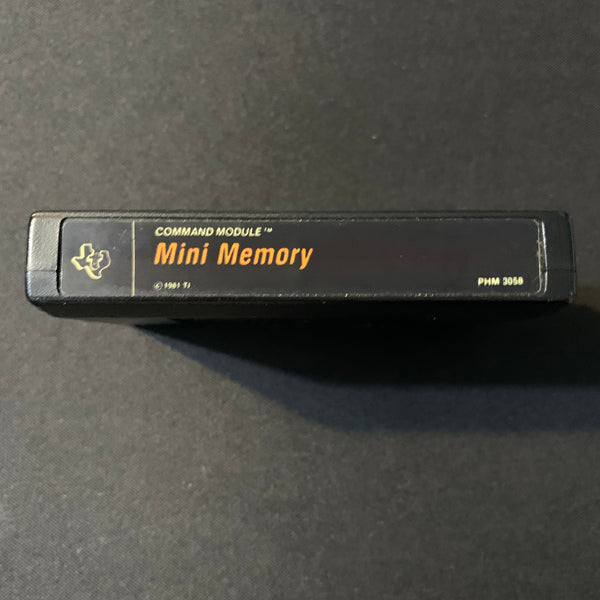 COMMAND MODULE™
Mini Memory
© 1981 TI
PHM 3058